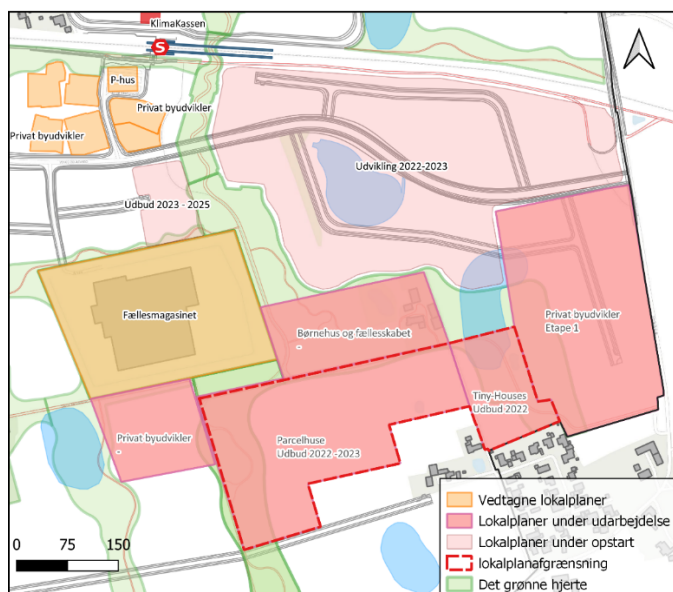 KlimaKassen
S
P-hus
Privat byudvikler
Privat byudvikler
Udvikling 2022-2023
Udbud 2023 - 2025
Fællesmagasinet
Børnehus og fællesskabet
Privat byudvikler
Etape 1
Tiny-Houses
Udbud 2022
Privat byudvikler
Parcelhuse
Udbud 2022 -2023
Vedtagne lokalplaner
Lokalplaner under udarbejdelse
Lokalplaner under opstart
lokalplanafgrænsning
Det grønne hjerte
0 75 150